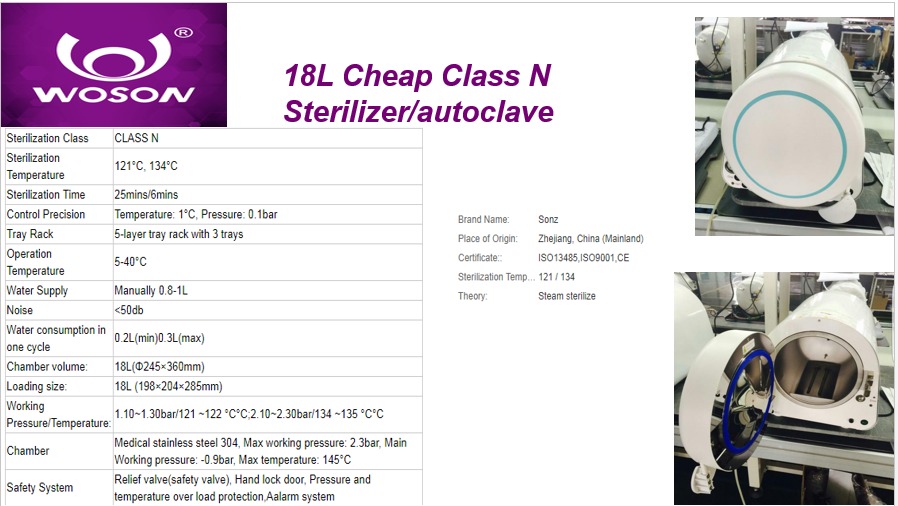 WOSON®
18L Cheap Class N
Sterilizer/autoclave
Sterilization Class CLASS N
Sterilization
Temperature 121°C, 134°C
Sterilization Time 25mins/6mins
Control Precision Temperature: 1°C, Pressure: 0.1bar
Tray Rack 5-layer tray rack with 3 trays
Operation
Temperature 5-40°C
Water Supply Manually 0.8-1L
Noise <50db
Water consumption in
one cycle 0.2L(min)0.3L(max)
Chamber volume: 18L(Φ245×360mm)
Loading size: 18L (198×204×285mm)
Working
Pressure/Temperature: 1.10~1.30bar/121 ~122 °C°C;2.10~2.30bar/134 ~135 °C°C
Chamber Medical stainless steel 304, Max working pressure: 2.3bar, Main
Working pressure: -0.9bar, Max temperature: 145°C
Safety System Relief valve(safety valve), Hand lock door, Pressure and
temperature over load protection,Aalarm system
Brand Name: Sonz
Place of Origin: Zhejiang, China (Mainland)
Certificate:: ISO13485,ISO9001,CE
Sterilization Temp... 121 / 134
Theory: Steam sterilize